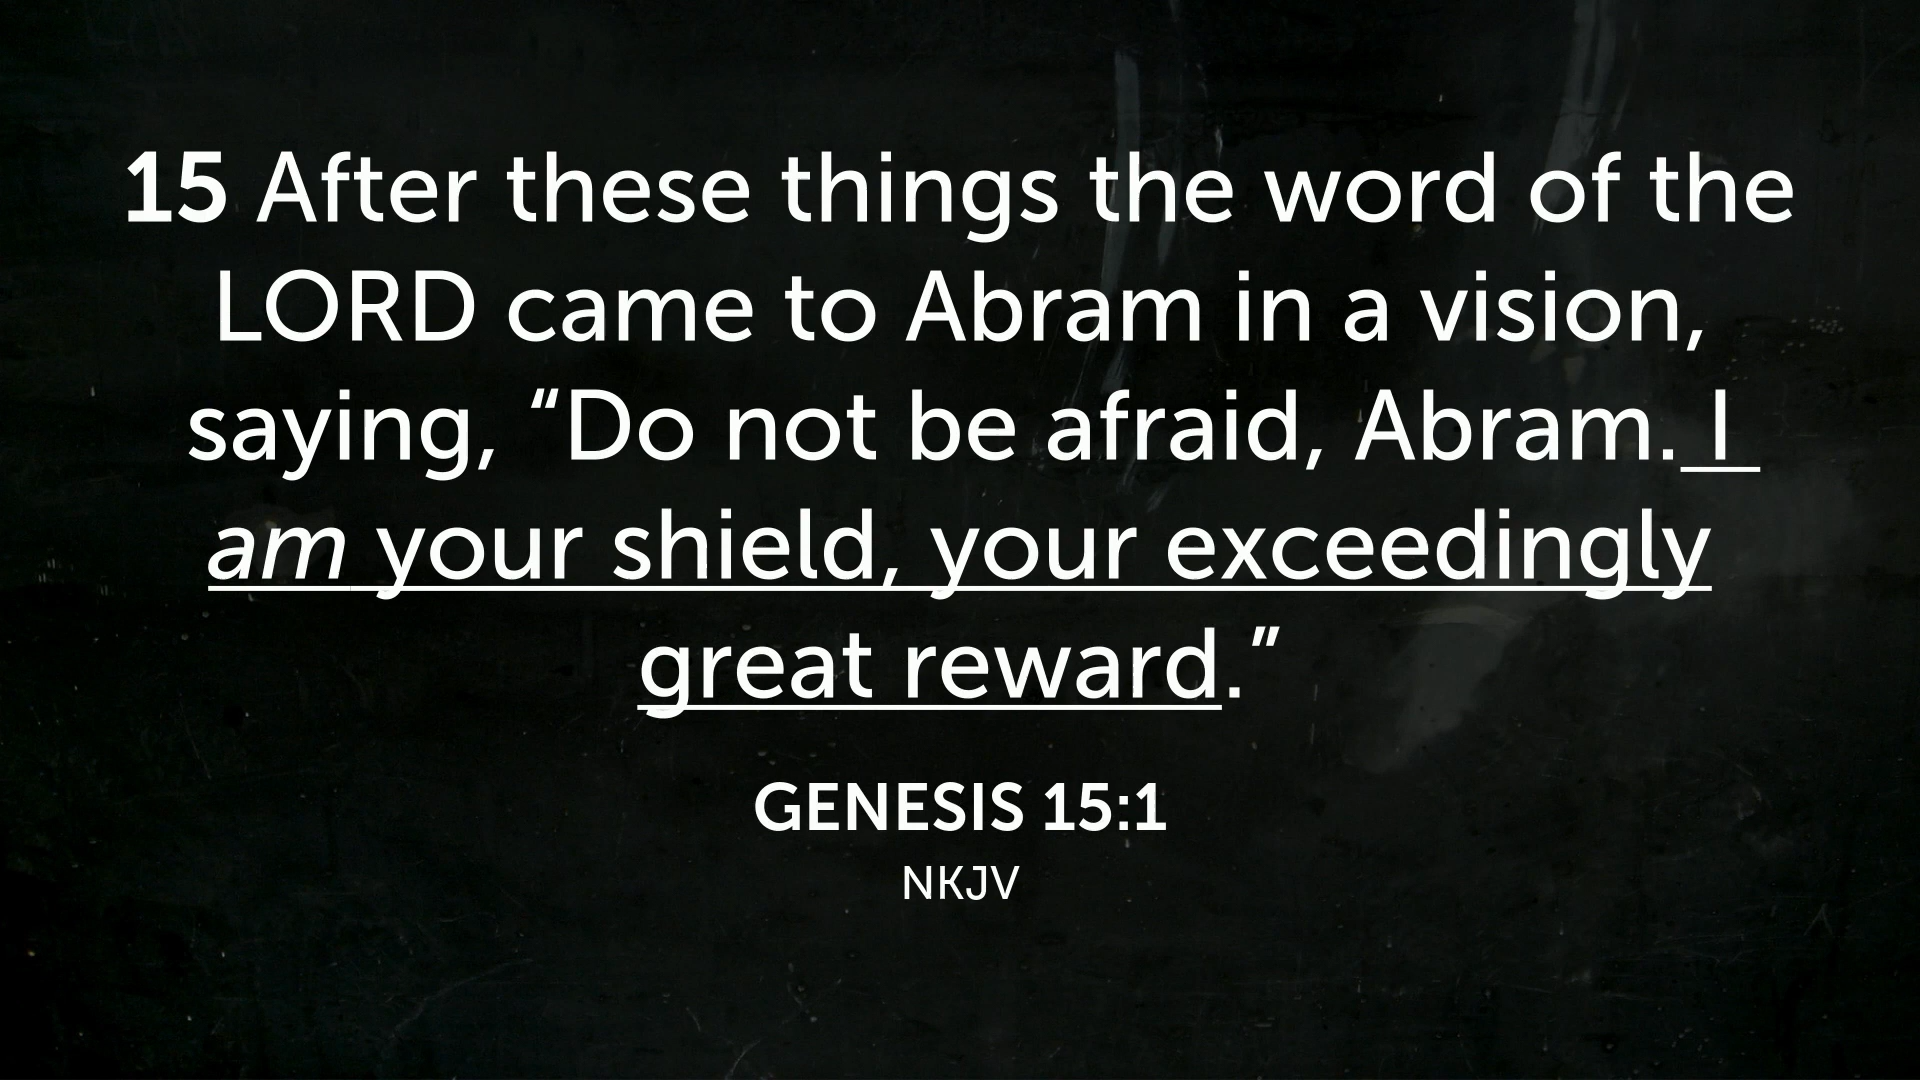 15 After these things the word of the
LORD came to Abram in a vision,
saying, “Do not be afraid, Abram. I
am your shield, your exceedingly
great reward.”
GENESIS 15:1
NKJV